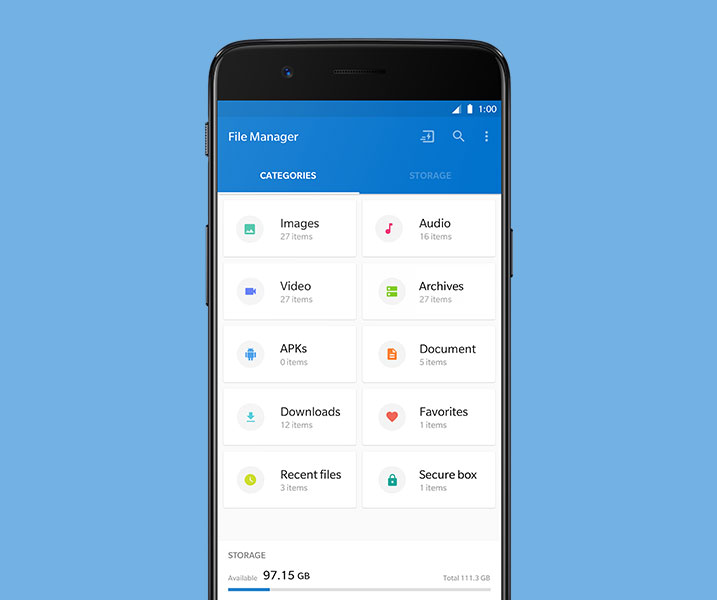 1:00
File Manager
CATEGORIES
STORAGE
Images
27 items
Audio
16 items
Video
27 items
Archives
27 items
APKs
0 items
Document
5 items
Downloads
12 items
Favorites
1 items
Recent files
3 items
Secure box
1 items
STORAGE
Available 97.15 GB
Total 111.3 GB